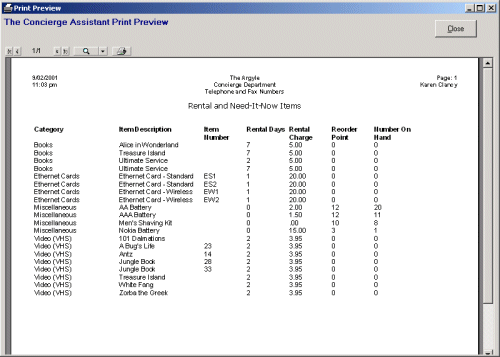 Print Preview
The Concierge Assistant Print Preview
Close
1/1
9/02/2001 The Argyle Page: 1
11:03 pm Concierge Department Karen Clancy
Telephone and Fax Numbers
Rental and Need-It-Now Items
Category Item Description Item Number Rental Days Rental Charge Reorder Point Number On Hand
Books Alice in Wonderland 7 5.00 0 0
Books Treasure Island 7 5.00 0 0
Books Ultimate Service 2 5.00 0 0
Books Ultimate Service 2 5.00 0 0
Ethernet Cards Ethernet Card - Standard ES1 1 20.00 0 0
Ethernet Cards Ethernet Card - Standard ES2 1 20.00 0 0
Ethernet Cards Ethernet Card - Wireless EW1 1 20.00 0 0
Ethernet Cards Ethernet Card - Wireless EW2 1 20.00 0 0
Miscellaneous AA Battery 0 2.00 12 20
Miscellaneous AAA Battery 0 1.50 12 11
Miscellaneous Men's Shaving Kit 0 .00 10 8
Miscellaneous Nokia Battery 0 15.00 3 1
Video (VHS) 101 Dalmations 2 3.95 0 0
Video (VHS) A Bug's Life 23 2 3.95 0 0
Video (VHS) Antz 14 2 3.95 0 0
Video (VHS) Jungle Book 28 2 3.95 0 0
Video (VHS) Jungle Book 33 2 3.95 0 0
Video (VHS) Treasure Island 2 3.95 0 0
Video (VHS) White Fang 2 3.95 0 0
Video (VHS) Zorba the Greek 2 3.95 0 0